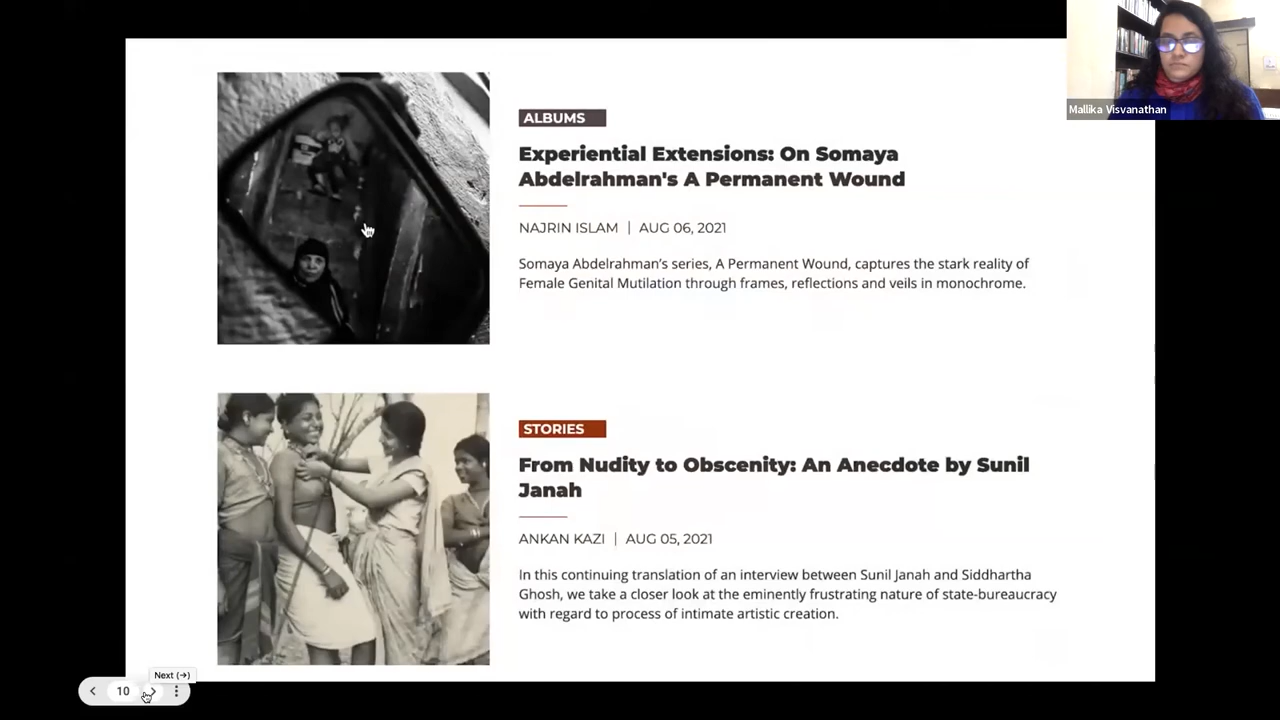 Mallika Visvanathan
ALBUMS
Experiential Extensions: On Somaya
Abdelrahman's A Permanent Wound
NAJRIN ISLAM | AUG 06, 2021
Somaya Abdelrahman's series, A Permanent Wound, captures the stark reality of
Female Genital Mutilation through frames, reflections and veils in monochrome.
STORIES
From Nudity to Obscenity: An Anecdote by Sunil
Janah
ANKAN KAZI | AUG 05, 2021
In this continuing translation of an interview between Sunil Janah and Siddhartha
Ghosh, we take a closer look at the eminently frustrating nature of state-bureaucracy
with regard to process of intimate artistic creation.
Next (→)
10